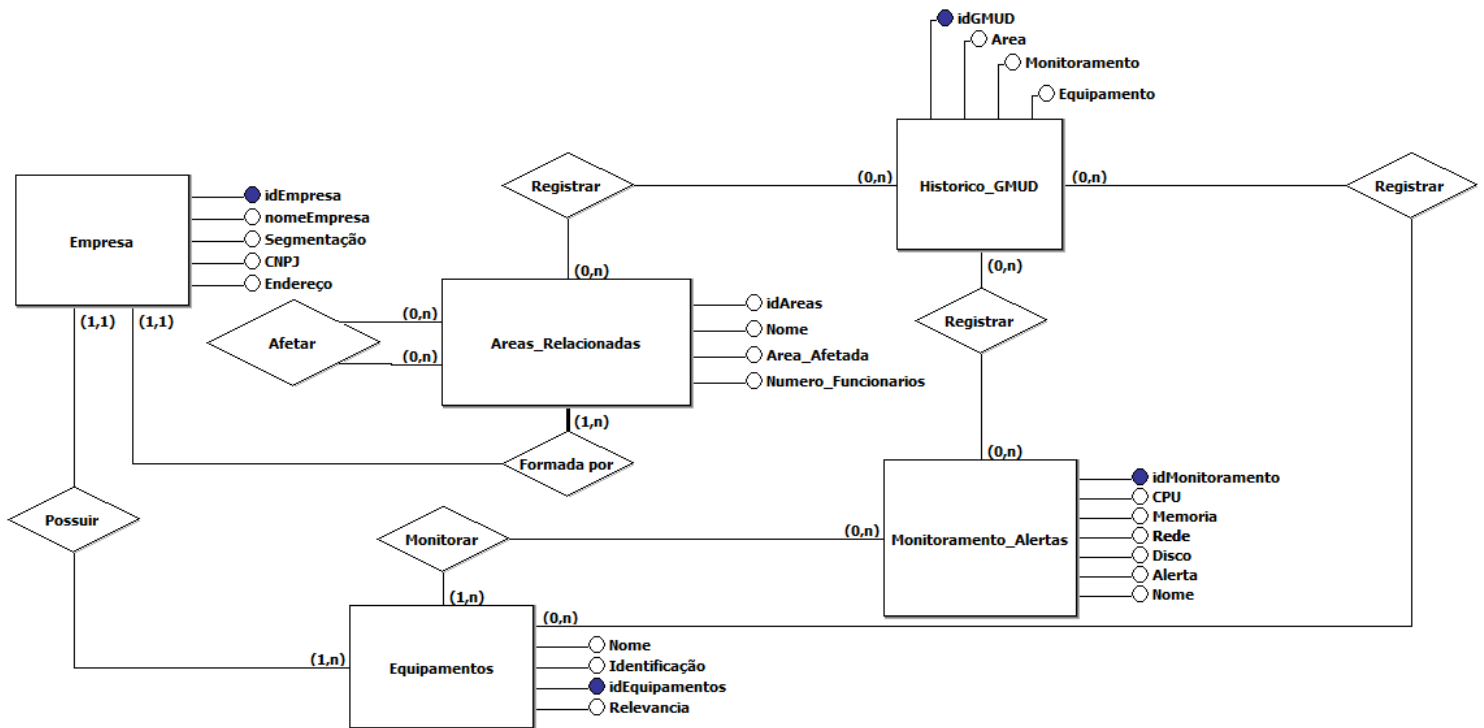 idGMUD
Area
Monitoramento
Equipamento
Historico_GMUD
(0,n)
(0,n)
(0,n)
Registrar
Registrar
Empresa
idEmpresa
nomeEmpresa
Segmentação
CNPJ
Endereço
(1,1)
(1,1)
(0,n)
Afetar
(0,n)
(0,n)
Areas_Relacionadas
idAreas
Nome
Area_Afetada
Numero_Funcionarios
Registrar
(1,n)
Formada por
(0,n)
Possuir
Monitorar
(0,n)
Monitoramento_Alertas
idMonitoramento
CPU
Memoria
Rede
Disco
Alerta
Nome
(1,n)
(0,n)
(1,n)
Equipamentos
Nome
Identificação
idEquipamentos
Relevancia